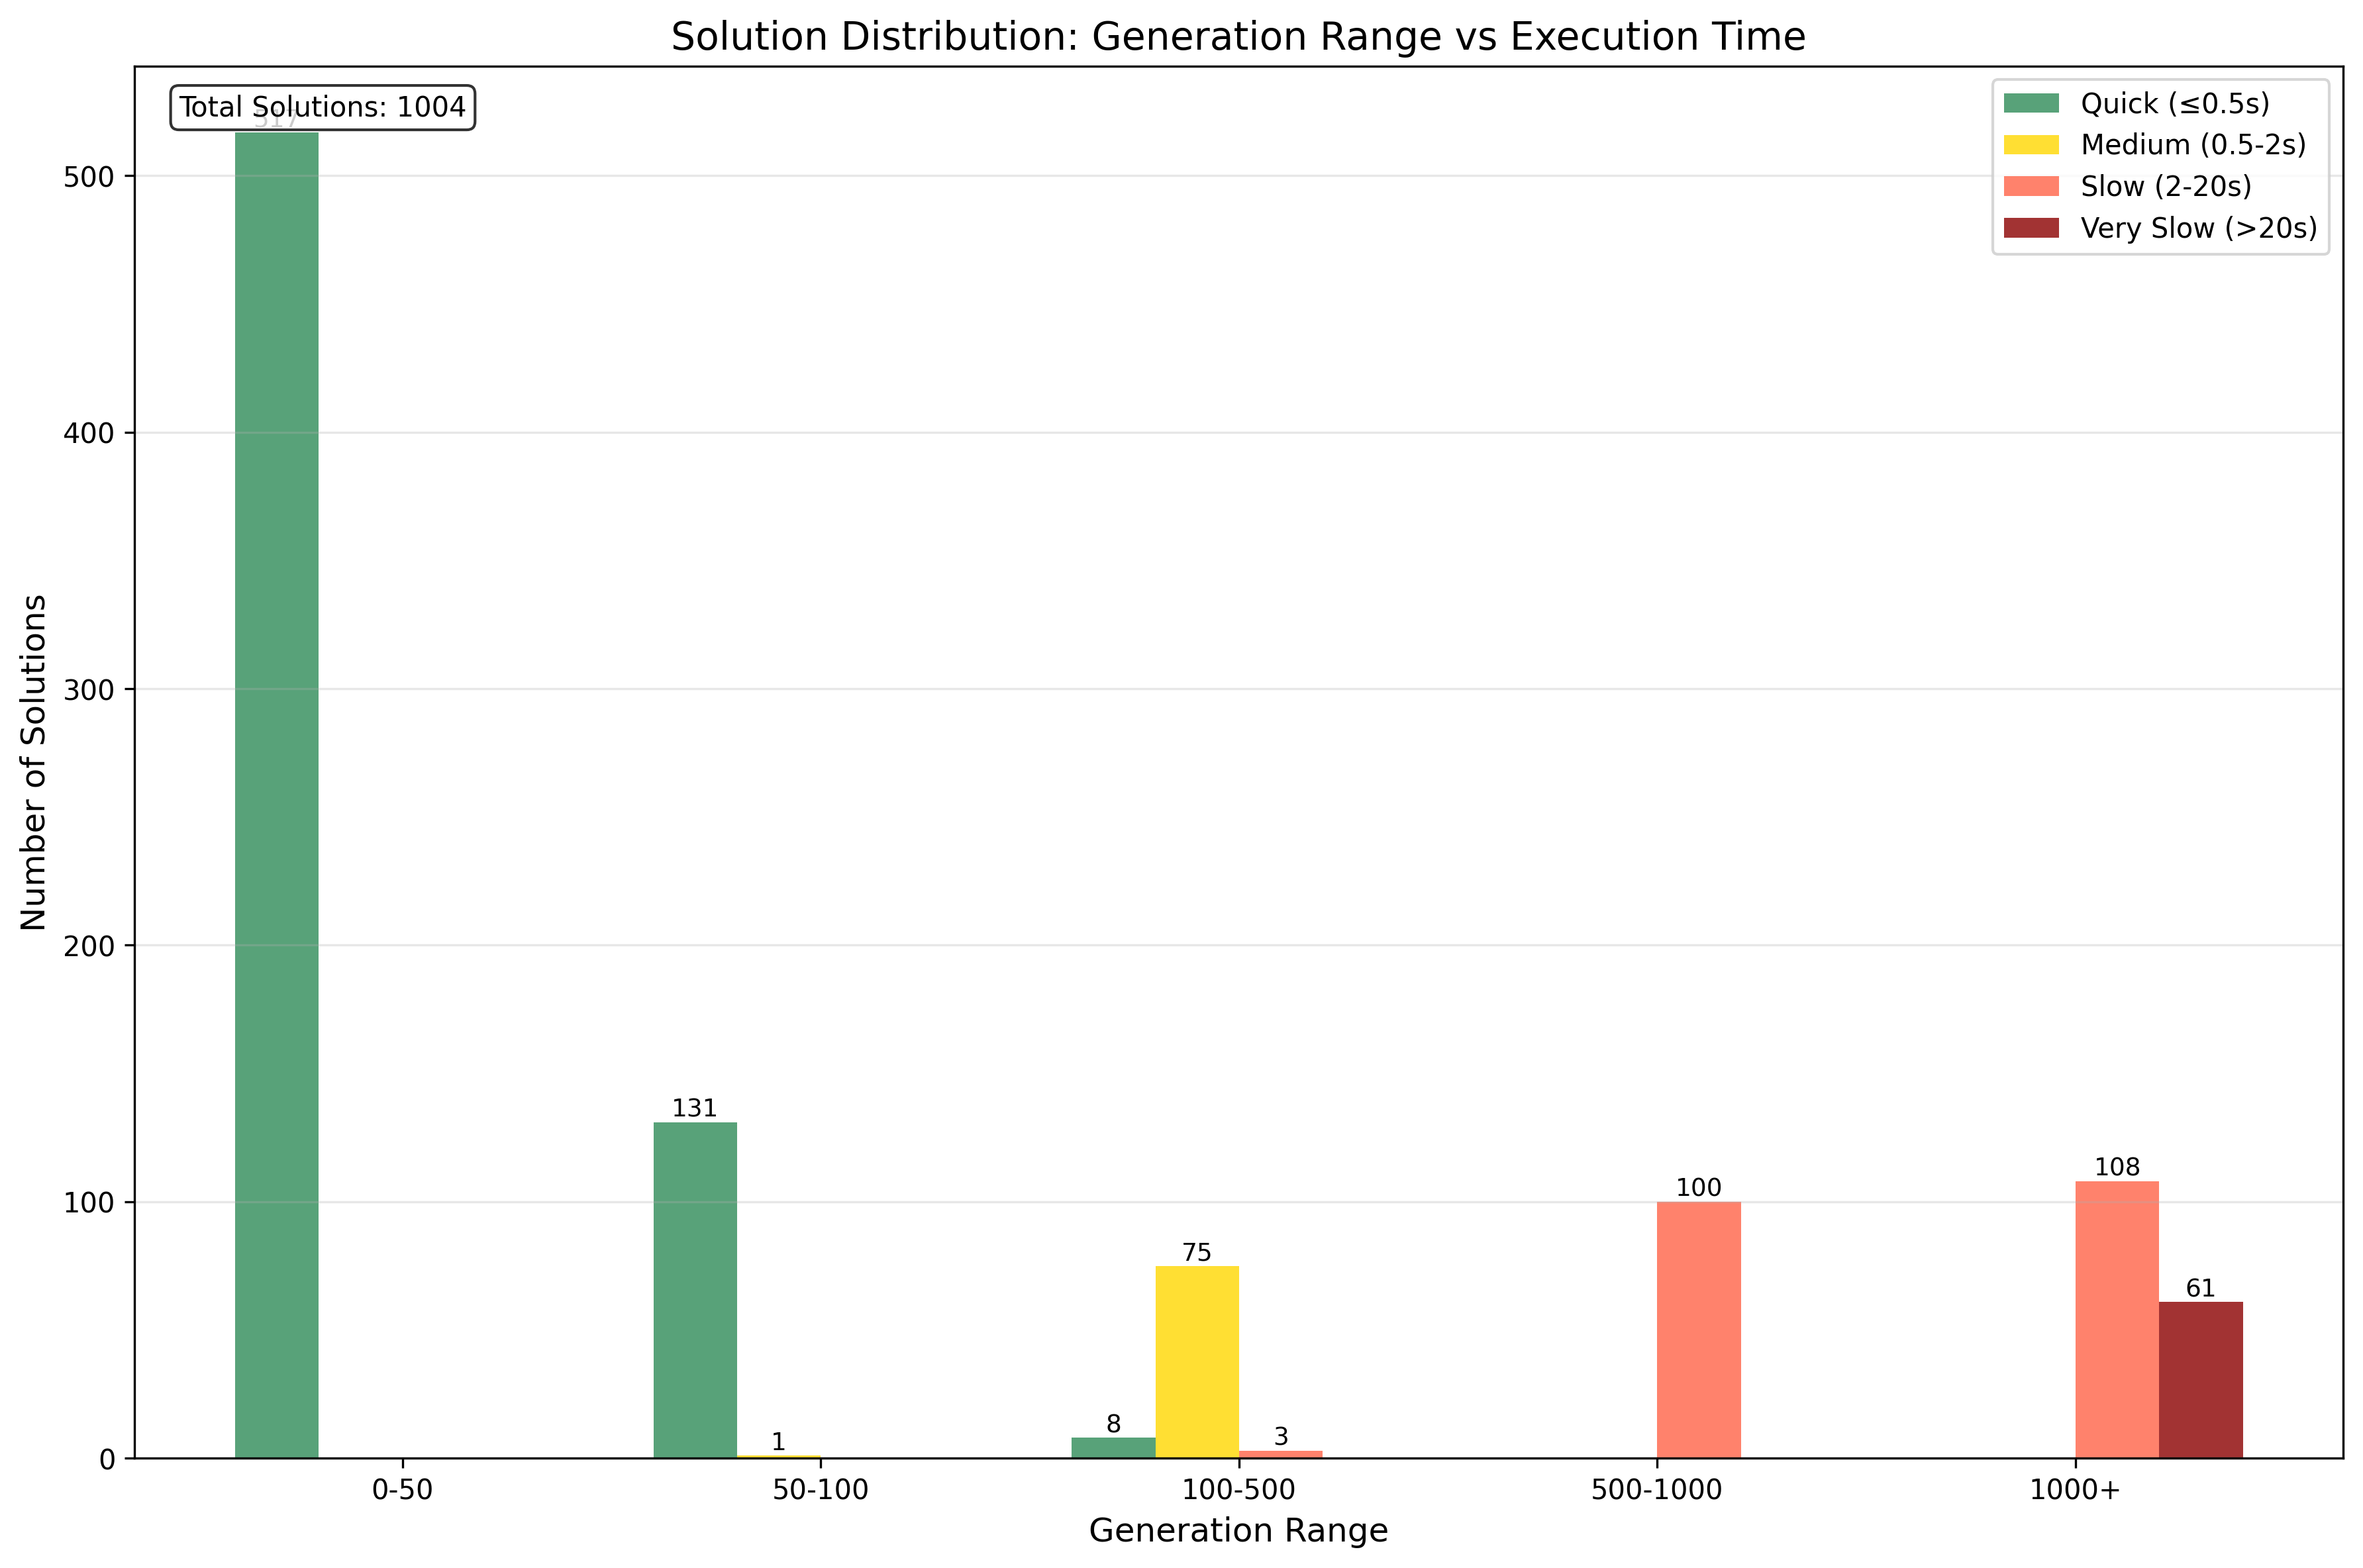 Solution Distribution: Generation Range vs Execution Time
Total Solutions: 1004
517
Quick (≤0.5s)
Medium (0.5-2s)
Slow (2-20s)
Very Slow (>20s)
Number of Solutions
500
400
300
200
100
0
131
1
8
75
3
100
108
61
0-50
50-100
100-500
500-1000
1000+
Generation Range